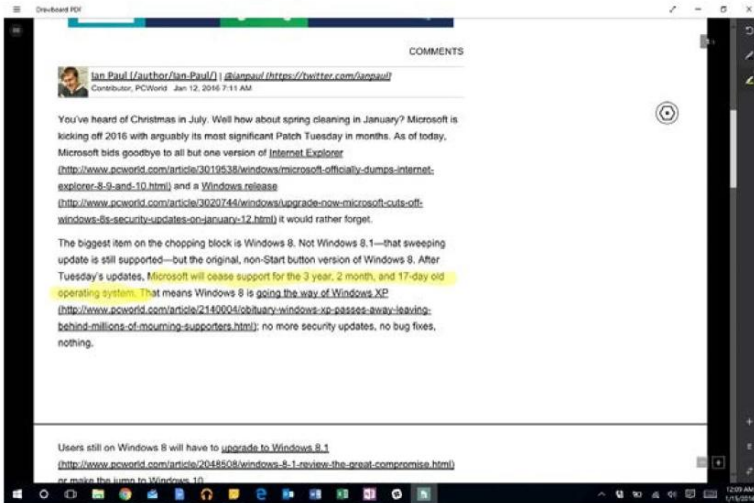 Drawboard PDF
COMMENTS
Ian Paul (/author/Ian-Paul/) | @ianpaul (https://twitter.com/ianpaul)
Contributor, PCWorld Jan 12, 2016 7:11 AM
You've heard of Christmas in July. Well how about spring cleaning in January? Microsoft is
kicking off 2016 with arguably its most significant Patch Tuesday in months. As of today,
Microsoft bids goodbye to all but one version of Internet Explorer
(http://www.pcworld.com/article/3019538/windows/microsoft-officially-dumps-internet-
explorer-8-9-and-10.html) and a Windows release
(http://www.pcworld.com/article/3020744/windows/upgrade-now-microsoft-cuts-off-
windows-8s-security-updates-on-january-12.html) it would rather forget.
The biggest item on the chopping block is Windows 8. Not Windows 8.1—that sweeping
update is still supported—but the original, non-Start button version of Windows 8. After
Tuesday's updates, Microsoft will cease support for the 3 year, 2 month, and 17-day old
operating system. That means Windows 8 is going the way of Windows XP
(http://www.pcworld.com/article/2140004/obituary-windows-xp-passes-away-leaving-
behind-millions-of-mourning-supporters.html): no more security updates, no bug fixes,
nothing.
Users still on Windows 8 will have to upgrade to Windows 8.1
(http://www.pcworld.com/article/2048508/windows-8-1-review-the-great-compromise.html)
or make the jump to Windows 10.
12:09 AM